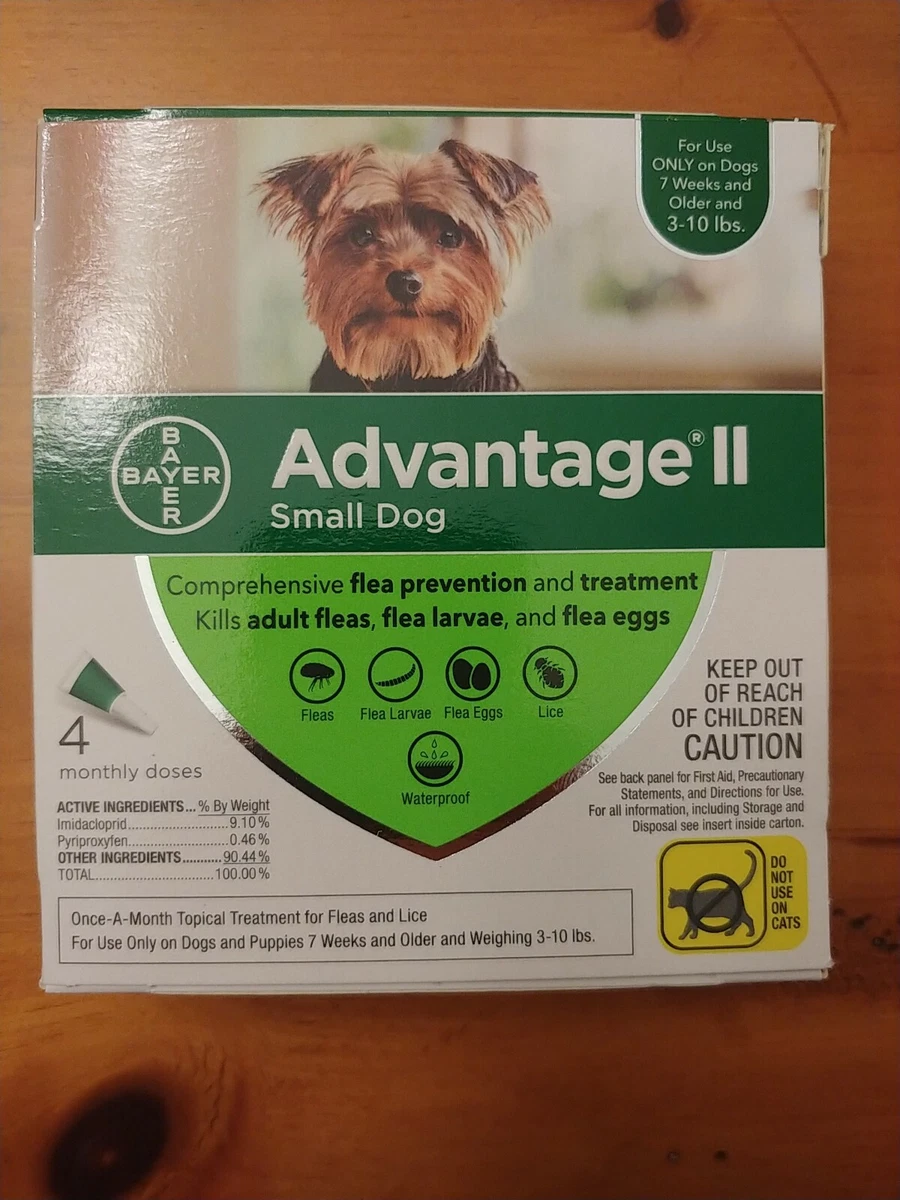 For Use
ONLY on Dogs
7 Weeks and
Older and
3-10 lbs.
BAYER
BAYER
Advantage® II
Small Dog
Comprehensive flea prevention and treatment
Kills adult fleas, flea larvae, and flea eggs
Fleas
Flea Larvae
Flea Eggs
Lice
Waterproof
4
monthly doses
KEEP OUT
OF REACH
OF CHILDREN
CAUTION
See back panel for First Aid, Precautionary
Statements, and Directions for Use.
For all information, including Storage and
Disposal see insert inside carton.
ACTIVE INGREDIENTS... % By Weight
Imidacloprid........................9.10%
Pyriproxyfen........................0.46%
OTHER INGREDIENTS..........90.44%
TOTAL............................100.00%
DO
NOT
USE
ON
CATS
Once-A-Month Topical Treatment for Fleas and Lice
For Use Only on Dogs and Puppies 7 Weeks and Older and Weighing 3-10 lbs.